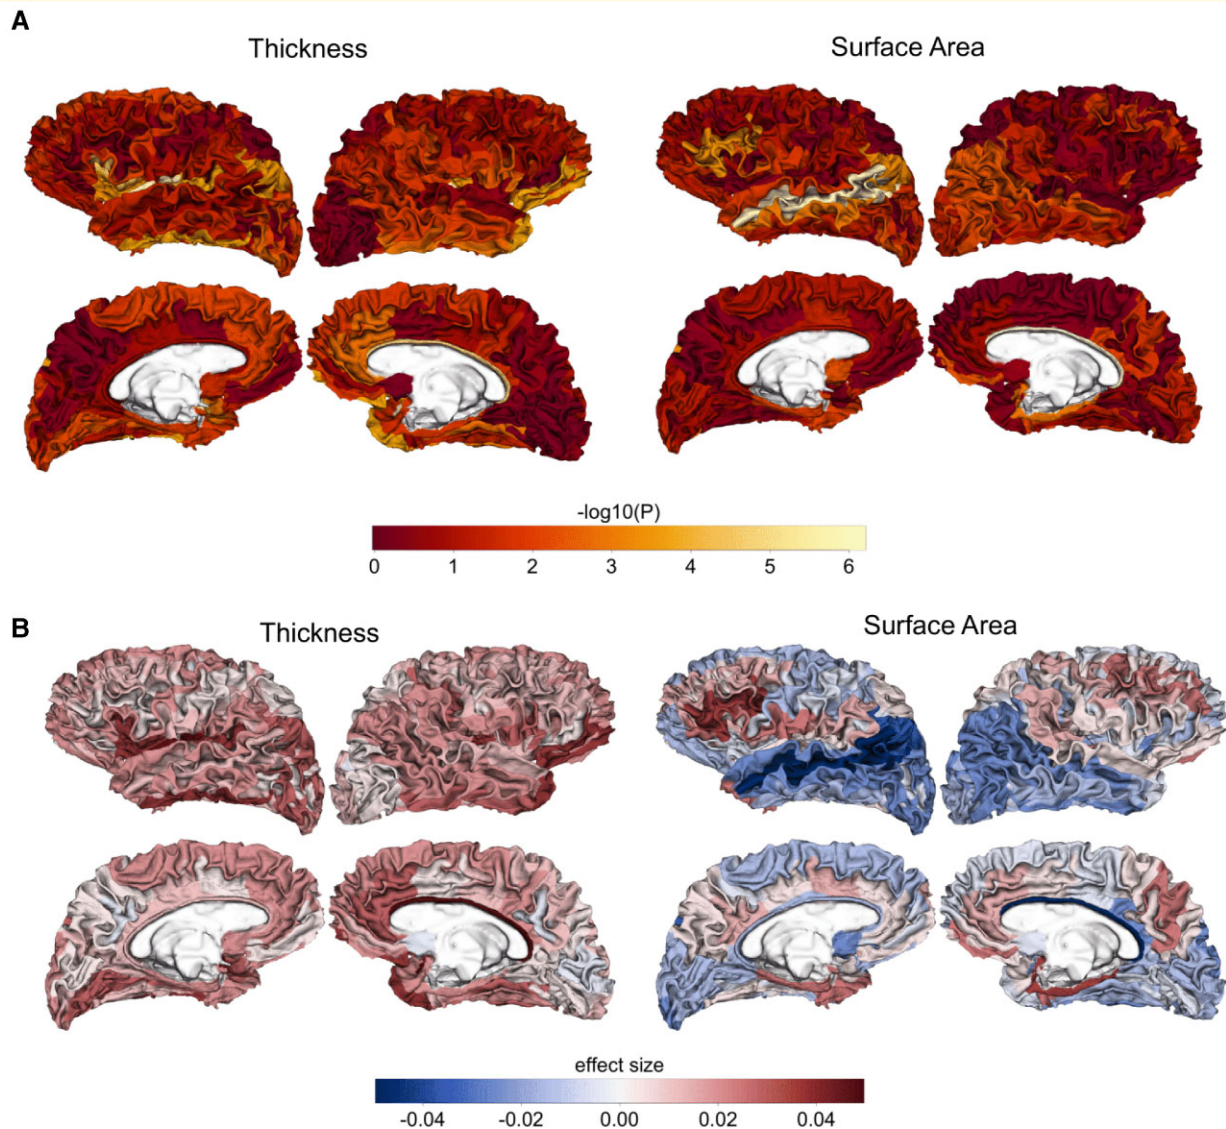 A
Thickness
Surface Area
-log10(P)
0 1 2 3 4 5 6
B
Thickness
Surface Area
effect size
-0.04 -0.02 0.00 0.02 0.04